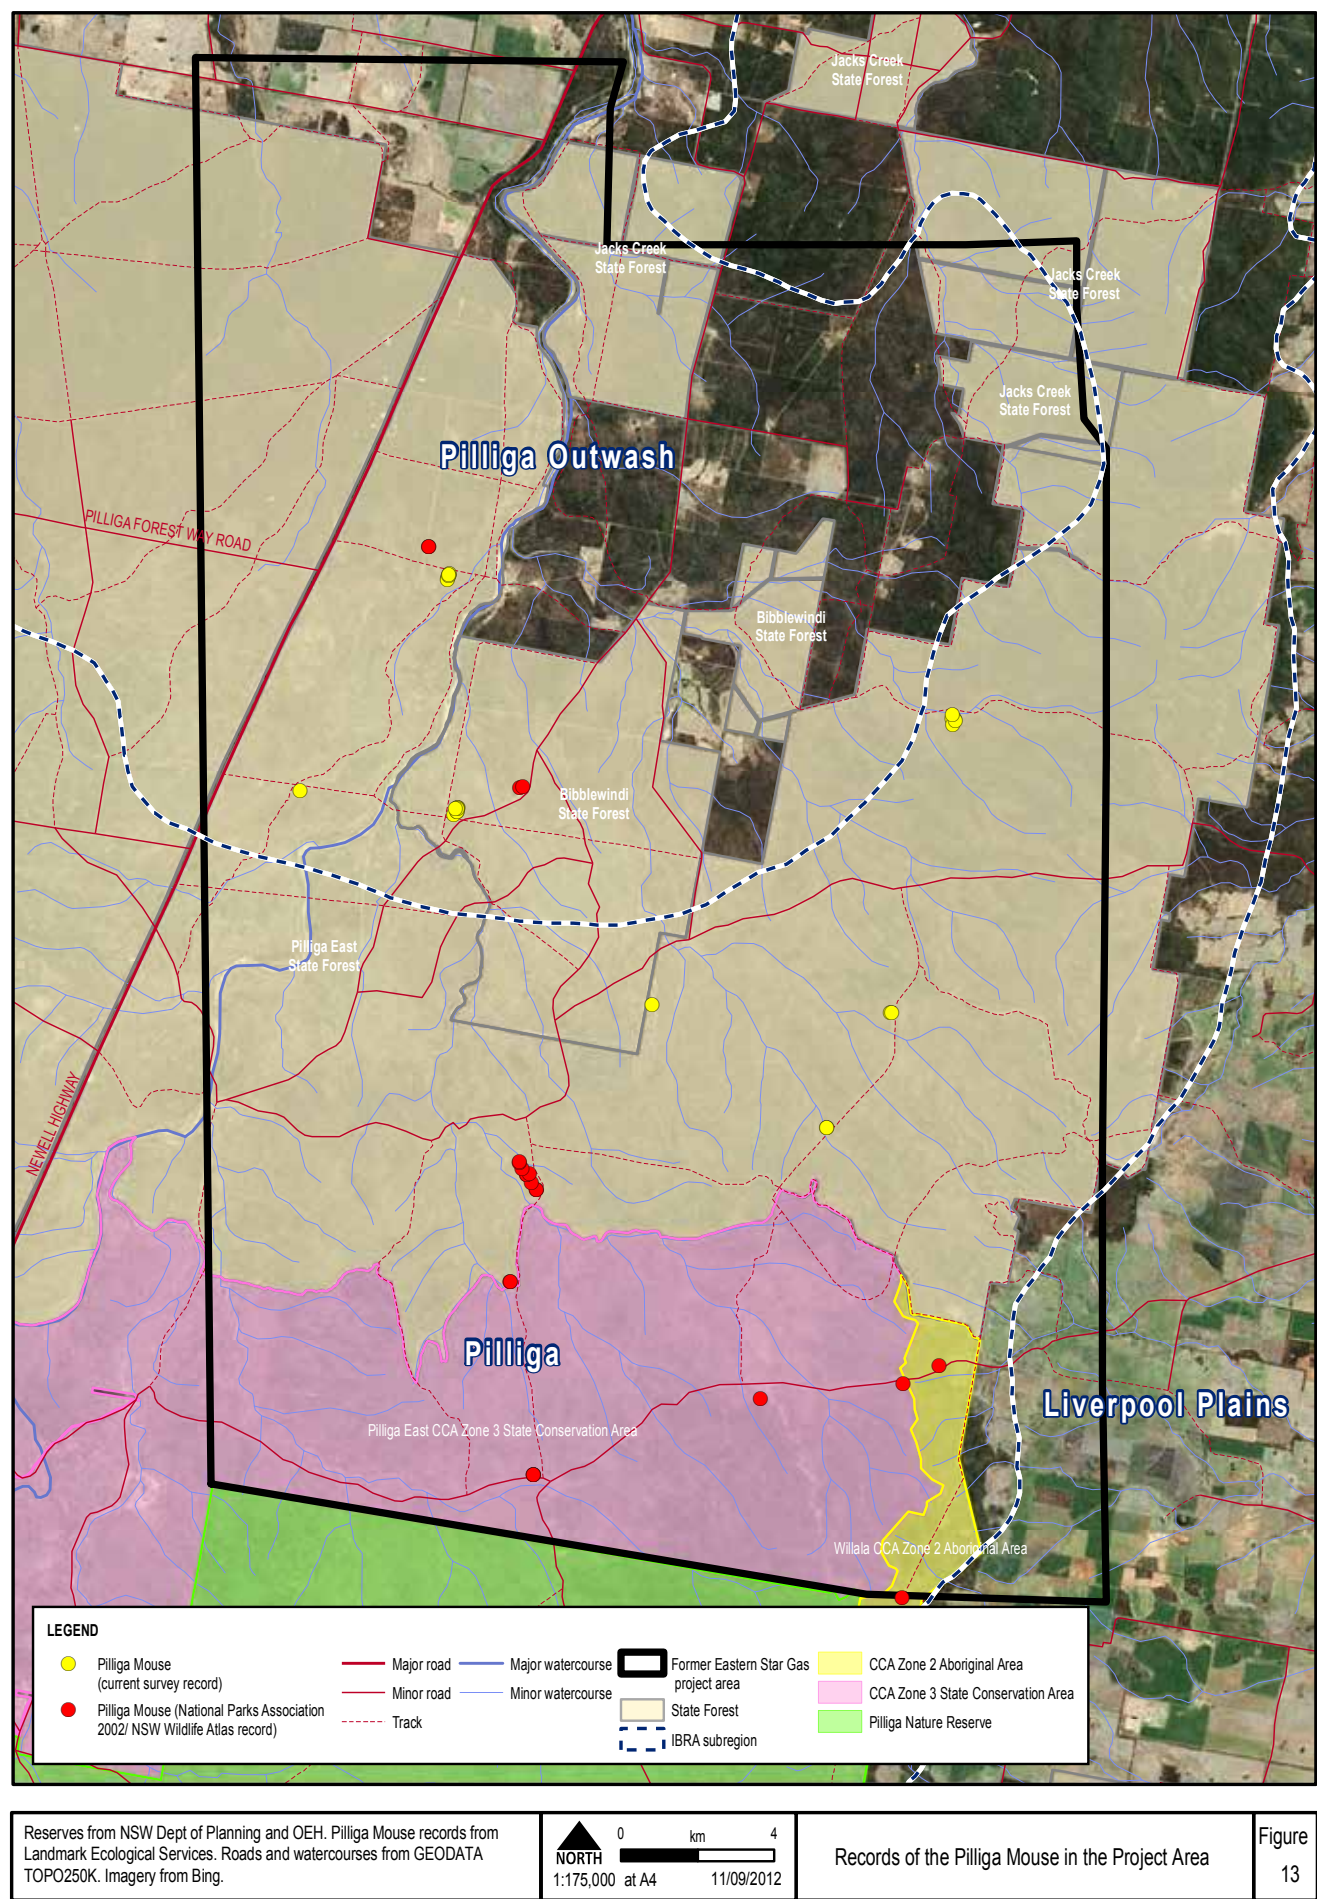 Jacks Creek
State Forest
Jacks Creek
State Forest
Jacks Creek
State Forest
Jacks Creek
State Forest
Pilliga Outwash
PILLIGA FOREST WAY ROAD
Bibblewindi
State Forest
Bibblewindi
State Forest
Pilliga East
State Forest
NEWELL HIGHWAY
Pilliga
Liverpool Plains
Pilliga East CCA Zone 3 State Conservation Area
Willala CCA Zone 2 Aboriginal Area
LEGEND
Pilliga Mouse
(current survey record)
Pilliga Mouse (National Parks Association
2002/ NSW Wildlife Atlas record)
Major road
Minor road
Track
Major watercourse
Minor watercourse
Former Eastern Star Gas
project area
State Forest
IBRA subregion
CCA Zone 2 Aboriginal Area
CCA Zone 3 State Conservation Area
Pilliga Nature Reserve
Reserves from NSW Dept of Planning and OEH. Pilliga Mouse records from
Landmark Ecological Services. Roads and watercourses from GEODATA
TOPO250K. Imagery from Bing.
NORTH
0 km 4
1:175,000 at A4 11/09/2012
Records of the Pilliga Mouse in the Project Area
Figure
13